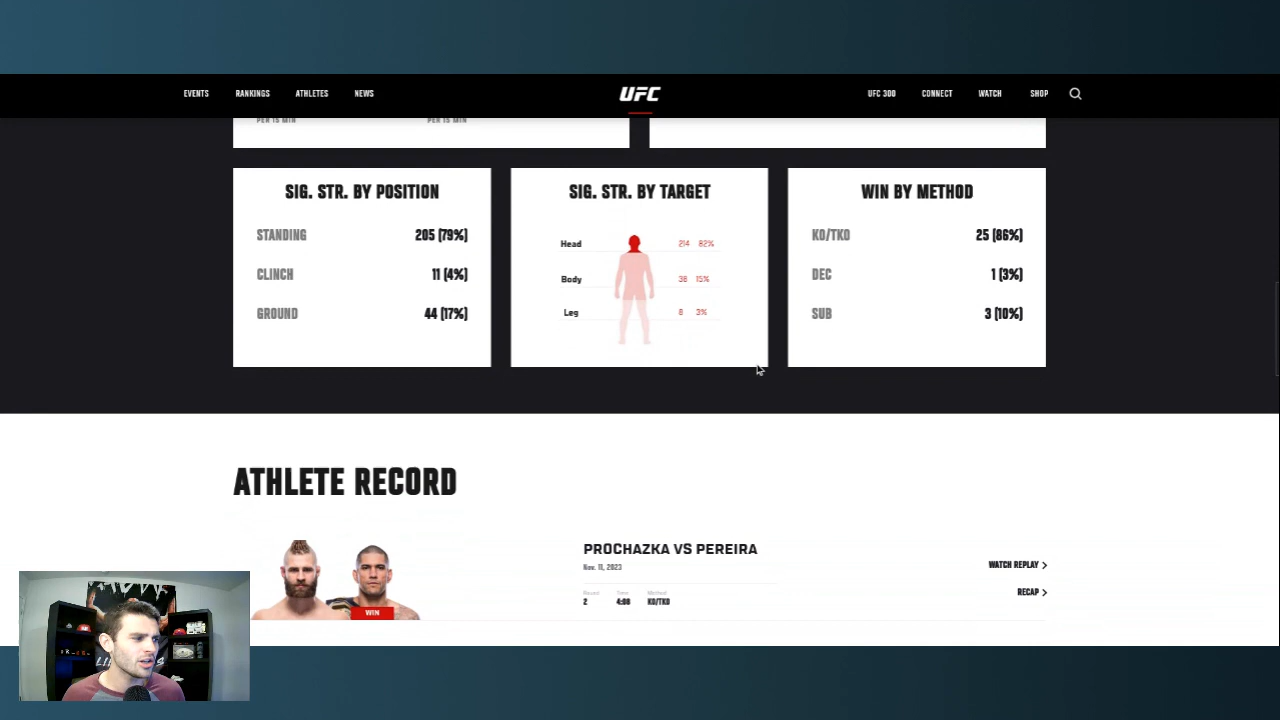 EVENTS RANKINGS ATHLETES NEWS UFC UFC 300 CONNECT WATCH SHOP
PER 15 MIN PER 15 MIN
SIG. STR. BY POSITION
STANDING 205 (79%)
CLINCH 11 (4%)
GROUND 44 (17%)
SIG. STR. BY TARGET
Head 214 82%
Body 38 15%
Leg 8 3%
WIN BY METHOD
KO/TKO 25 (86%)
DEC 1 (3%)
SUB 3 (10%)
ATHLETE RECORD
PROCHAZKA VS PEREIRA
Nov. 11, 2023
Round Time Method
2 4:08 KO/TKO
WATCH REPLAY
RECAP
WIN